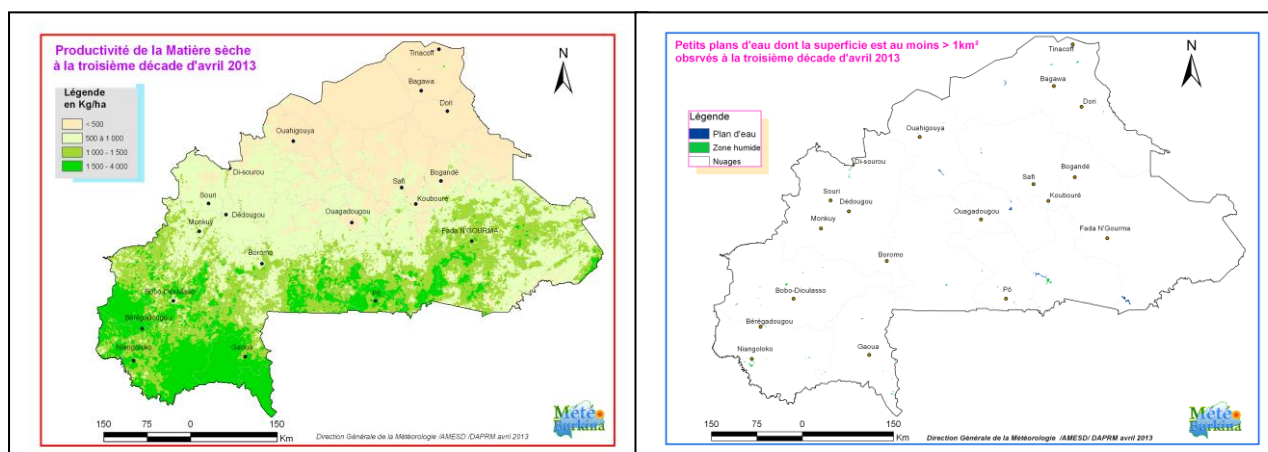 Productivité de la Matière sèche
à la troisième décade d'avril 2013
N
Légende
en Kg/ha
< 500
500 à 1 000
1 000 - 1 500
1 500 - 4 000
Tinacoff
Bagawa
Dori
Ouahigouya
Di-sourou
Safi
Bogandé
Souri
Koubouré
Dédougou
Ouagadougou
Monkuy
Fada N'GOURMA
Boromo
Bobo-Dioulasso
Pô
Bérégadougou
Niangoloko
Gaoua
150 75 0 150
Km
Direction Générale de la Météorologie /AMESD /DAPRM avril 2013
Météo
Burkina
Petits plans d'eau dont la superficie est au moins > 1km²
obsrvés à la troisième décade d'avril 2013
N
Légende
Plan d'eau
Zone humide
Nuages
Tinacoff
Bagawa
Dori
Ouahigouya
Di-sourou
Safi
Bogandé
Souri
Koubouré
Dédougou
Ouagadougou
Monkuy
Fada N'Gourma
Boromo
Bobo-Dioulasso
Pô
Bérégadougou
Niangoloko
Gaoua
150 75 0 150
Km
Direction Générale de la Météorologie /AMESD/ DAPRM avril 2013
Météo
Burkina